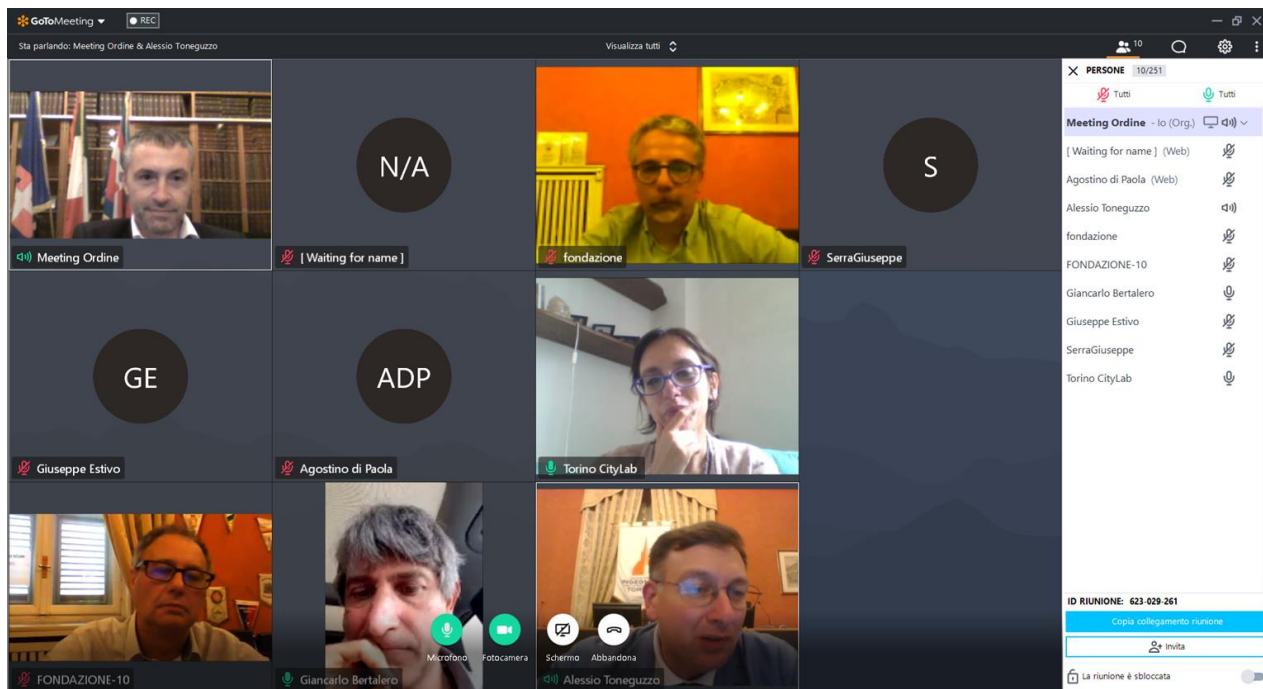 GoToMeeting
REC
Sta parlando: Meeting Ordine & Alessio Toneguzzo
Visualizza tutti
10
Meeting Ordine
N/A
[ Waiting for name ]
fondazione
S
SerraGiuseppe
GE
Giuseppe Estivo
ADP
Agostino di Paola
Torino CityLab
FONDAZIONE-10
Giancarlo Bertalero
Alessio Toneguzzo
Microfono
Fotocamera
Schermo
Abbandona
PERSONE 10/251
Tutti
Tutti
Meeting Ordine - Io (Org.)
[ Waiting for name ] (Web)
Agostino di Paola (Web)
Alessio Toneguzzo
fondazione
FONDAZIONE-10
Giancarlo Bertalero
Giuseppe Estivo
SerraGiuseppe
Torino CityLab
ID RIUNIONE: 623-029-261
Copia collegamento riunione
Invita
La riunione è sbloccata